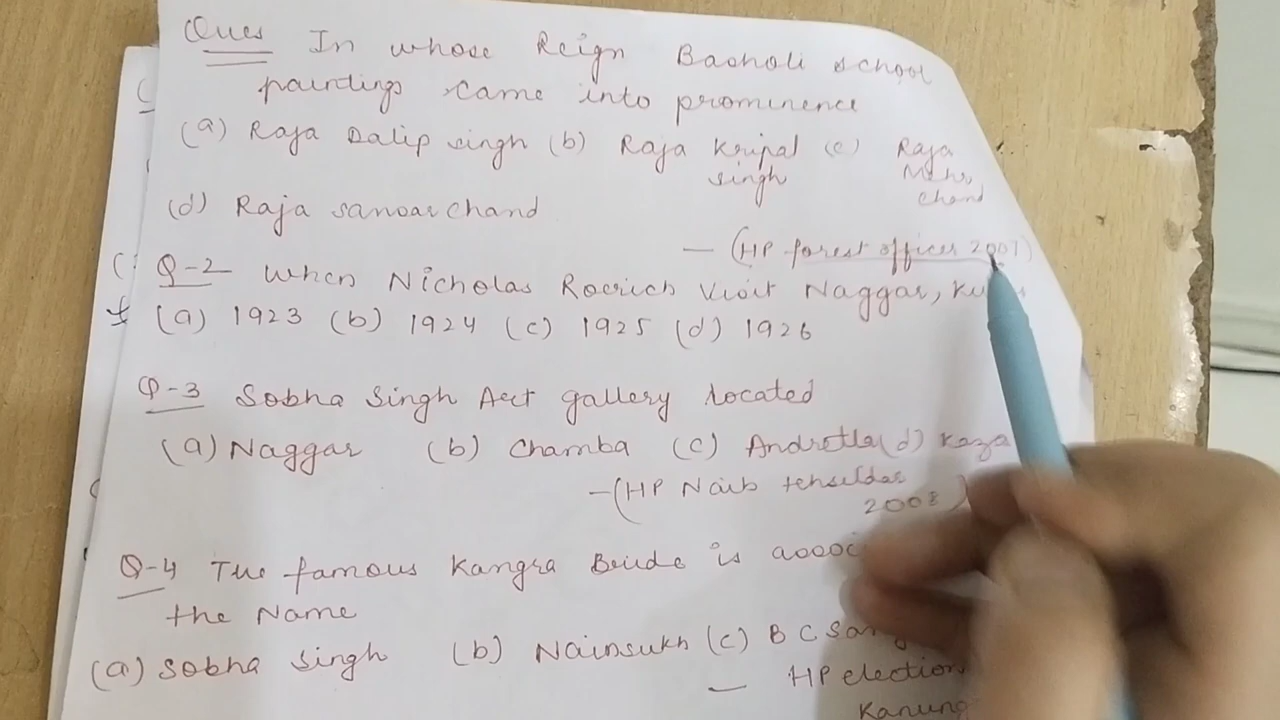 Ques In whose Reign Basholi school
paintings came into prominence
(a) Raja Dalip singh (b) Raja Kripal singh (c) Raja Mehr Chand
(d) Raja sansar chand
— (HP forest officer 2007)
Q-2 When Nicholas Roerich Visit Naggar,
(a) 1923 (b) 1924 (c) 1925 (d) 1926
Q-3 Sobha Singh Art gallery located
(a) Naggar (b) Chamba (c) Andretta (d) Kaza
-(HP Naib tehsildar 2008)
Q-4 The famous Kangra Bride is
the Name
(a) Sobha Singh (b) Nainsukh (c) B C
— HP election